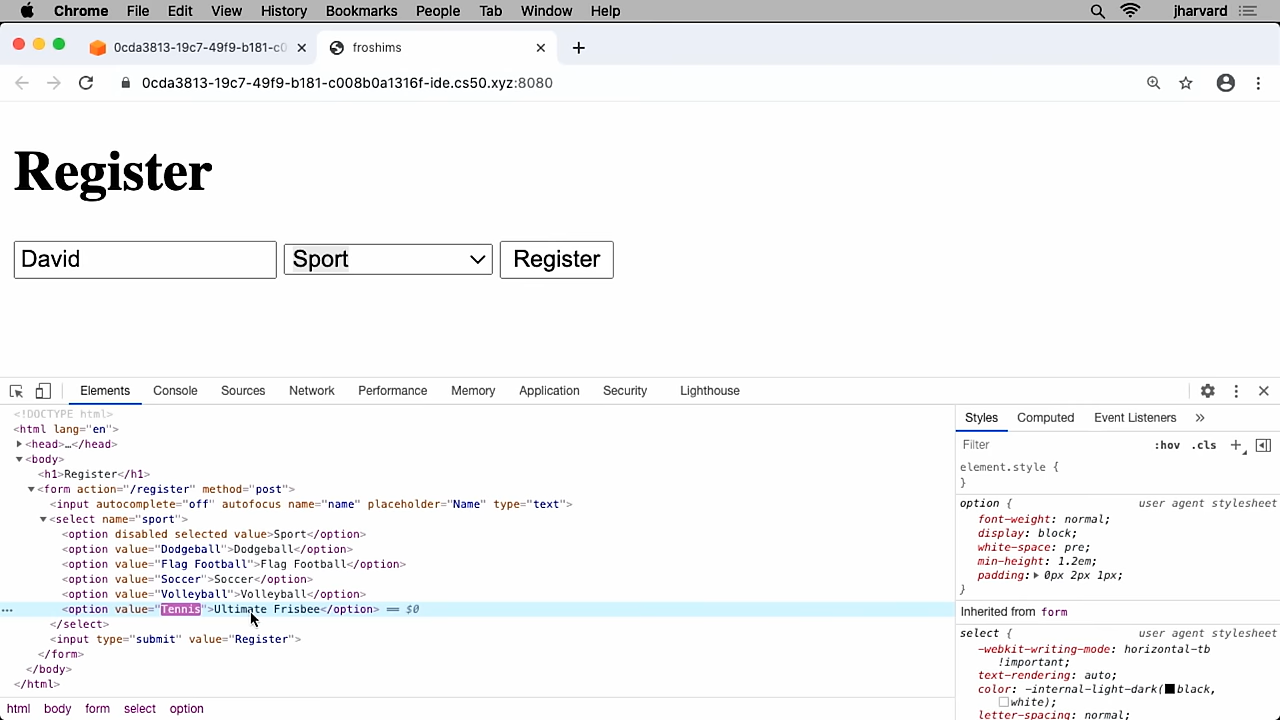 Chrome File Edit View History Bookmarks People Tab Window Help jharvard
0cda3813-19c7-49f9-b181-c0 froshims
0cda3813-19c7-49f9-b181-c008b0a1316f-ide.cs50.xyz:8080
Register
David Sport Register
Elements Console Sources Network Performance Memory Application Security Lighthouse
<!DOCTYPE html>
<html lang="en">
<head>…</head>
<body>
<h1>Register</h1>
<form action="/register" method="post">
<input autocomplete="off" autofocus name="name" placeholder="Name" type="text">
<select name="sport">
<option disabled selected value>Sport</option>
<option value="Dodgeball">Dodgeball</option>
<option value="Flag Football">Flag Football</option>
<option value="Soccer">Soccer</option>
<option value="Volleyball">Volleyball</option>
… <option value="Tennis">Ultimate Frisbee</option> == $0
</select>
<input type="submit" value="Register">
</form>
</body>
</html>
html body form select option
Styles Computed Event Listeners »
Filter :hov .cls +
element.style {
}
option { user agent stylesheet
font-weight: normal;
display: block;
white-space: pre;
min-height: 1.2em;
padding: 0px 2px 1px;
}
Inherited from form
select { user agent stylesheet
-webkit-writing-mode: horizontal-tb
!important;
text-rendering: auto;
color: -internal-light-dark(black,
white);
letter-spacing: normal;